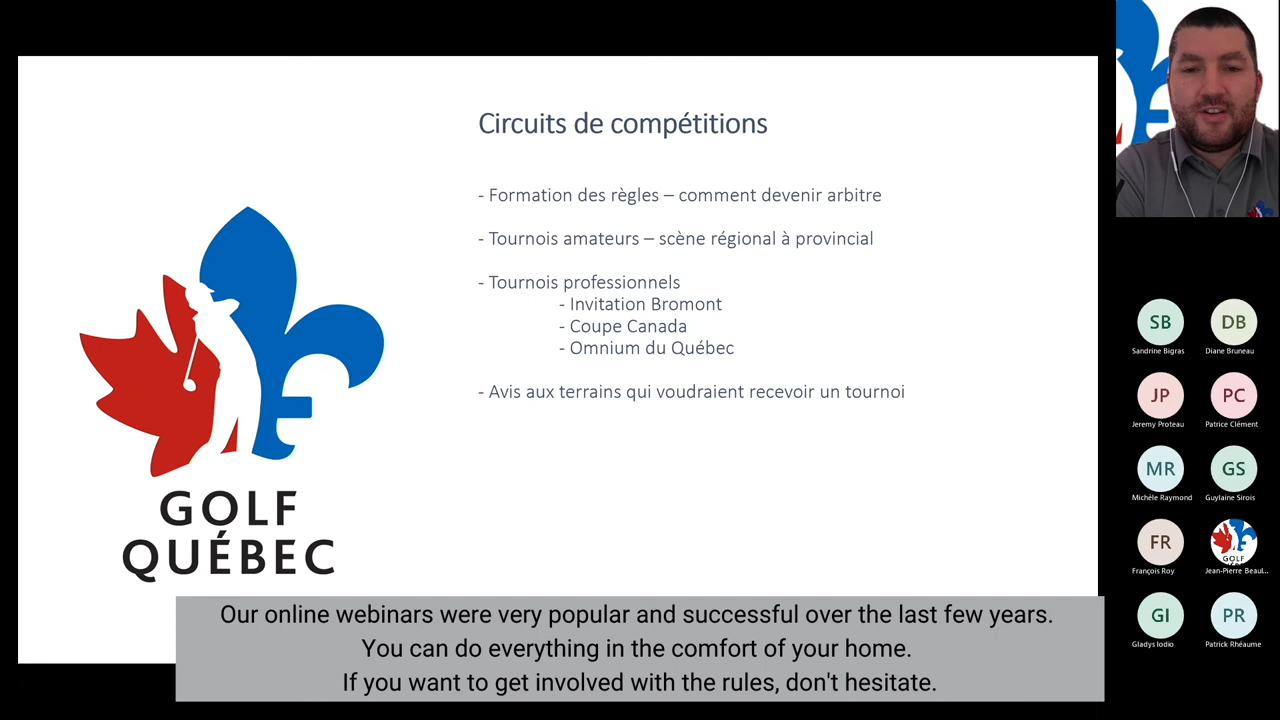 Circuits de compétitions
- Formation des règles – comment devenir arbitre
- Tournois amateurs – scène régional à provincial
- Tournois professionnels
- Invitation Bromont
- Coupe Canada
- Omnium du Québec
- Avis aux terrains qui voudraient recevoir un tournoi
GOLF
QUÉBEC
Our online webinars were very popular and successful over the last few years.
You can do everything in the comfort of your home.
If you want to get involved with the rules, don't hesitate.
SB
DB
Sandrine Bigras
Diane Bruneau
JP
PC
Jeremy Proteau
Patrice Clément
MR
GS
Michèle Raymond
Guylaine Sirois
FR
GOLF
François Roy
Jean-Pierre Beaul...
GI
PR
Gladys Iodio
Patrick Rhéaume